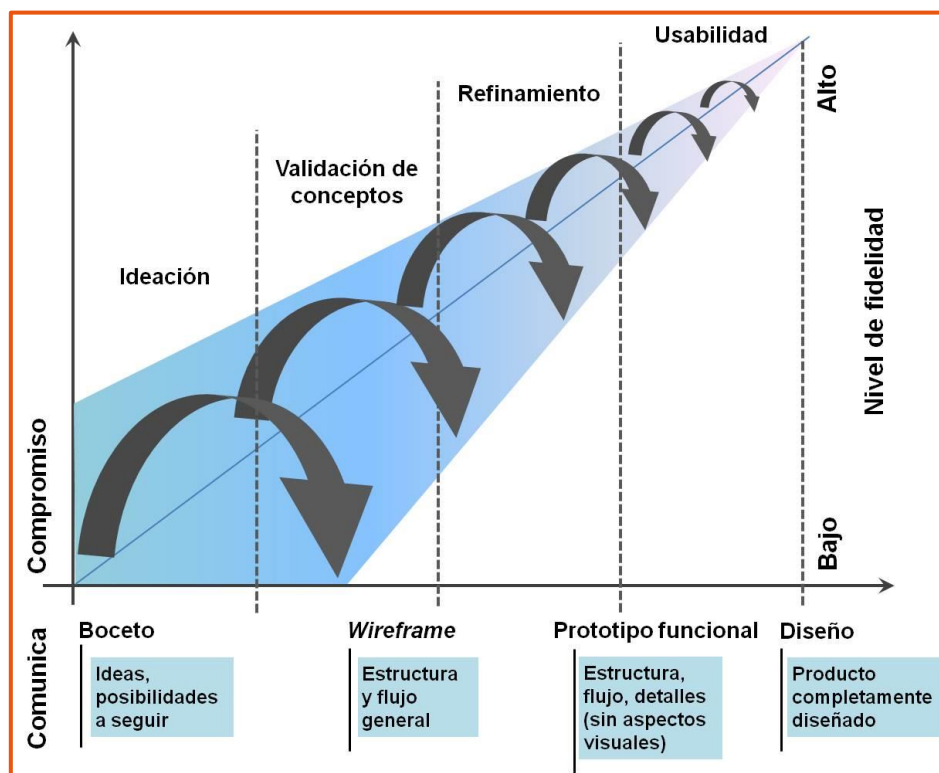 Usabilidad
Refinamiento
Validación de
conceptos
Ideación
Alto
Nivel de fidelidad
Bajo
Compromiso
Comunica
Boceto
Ideas,
posibilidades
a seguir
Wireframe
Estructura
y flujo
general
Prototipo funcional
Estructura,
flujo, detalles
(sin aspectos
visuales)
Diseño
Producto
completamente
diseñado